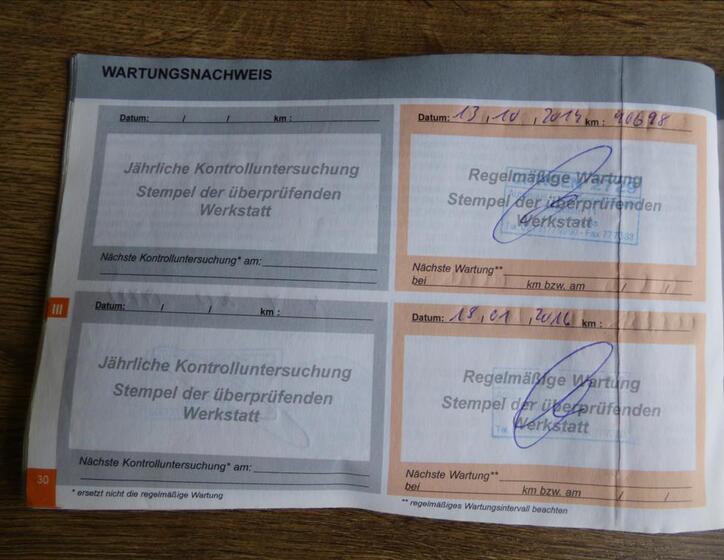 WARTUNGSNACHWEIS
Datum: / / km :
Jährliche Kontrolluntersuchung
Stempel der überprüfenden
Werkstatt
Nächste Kontrolluntersuchung* am:
Datum: 13, 10, 2014 km : 90698
Regelmäßige Wartung
Stempel der überprüfenden
Werkstatt
Nächste Wartung**
bei km bzw. am / /
III
Datum: / / km :
Jährliche Kontrolluntersuchung
Stempel der überprüfenden
Werkstatt
Nächste Kontrolluntersuchung* am:
Datum: 18, 01, 2016 km :
Regelmäßige Wartung
Stempel der überprüfenden
Werkstatt
Nächste Wartung**
bei km bzw. am / /
30
* ersetzt nicht die regelmäßige Wartung
** regelmäßiges Wartungsintervall beachten